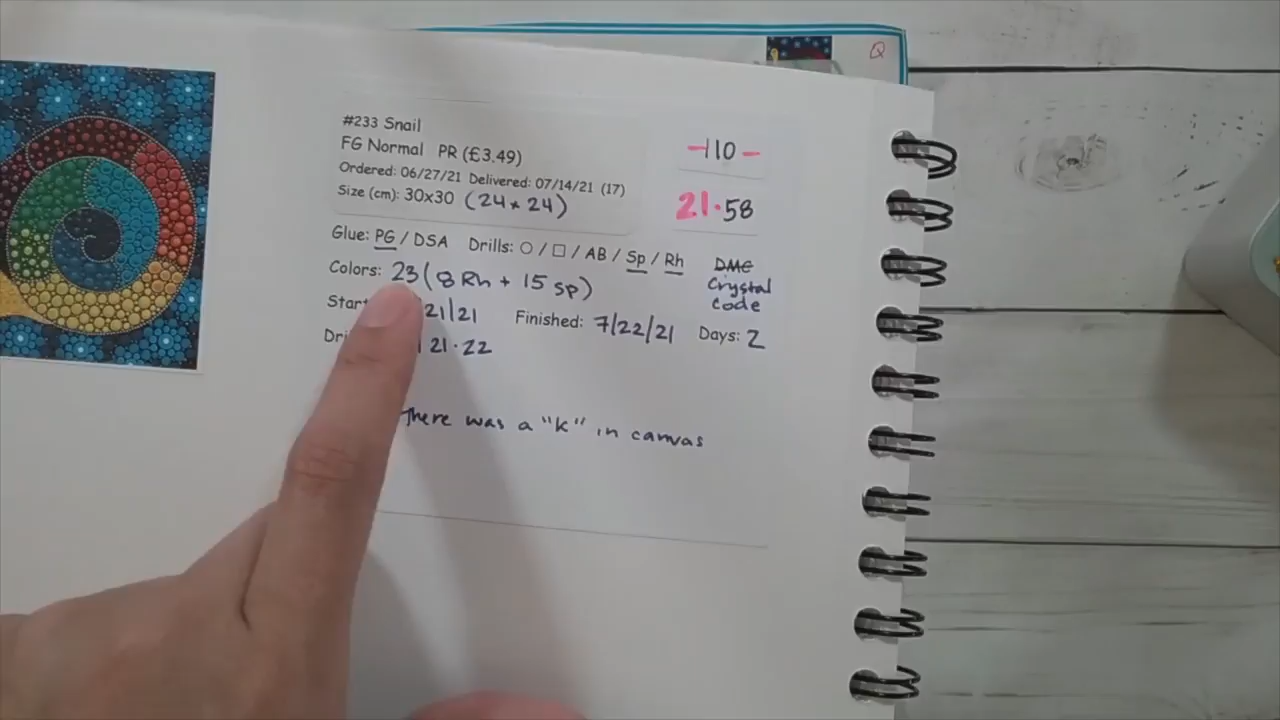 Q
#233 Snail
FG Normal PR (£3.49)
Ordered: 06/27/21 Delivered: 07/14/21 (17)
Size (cm): 30x30 (24x24)
-110-
21.58
Glue: PG / DSA Drills: ○ / □ / AB / Sp / Rh
DMC
Crystal
Code
Colors: 23 (8 Rh + 15 Sp)
21/21 Finished: 7/22/21 Days: 2
21.22
There was a "K" in canvas